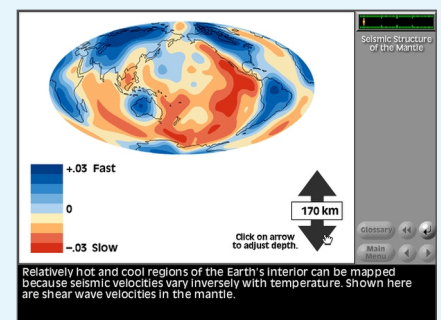 Seismic Structure
of the Mantle
+.03 Fast
0
-.03 Slow
170 km
Click on arrow
to adjust depth.
Glossary
Main
Menu
Relatively hot and cool regions of the Earth's interior can be mapped
because seismic velocities vary inversely with temperature. Shown here
are shear wave velocities in the mantle.